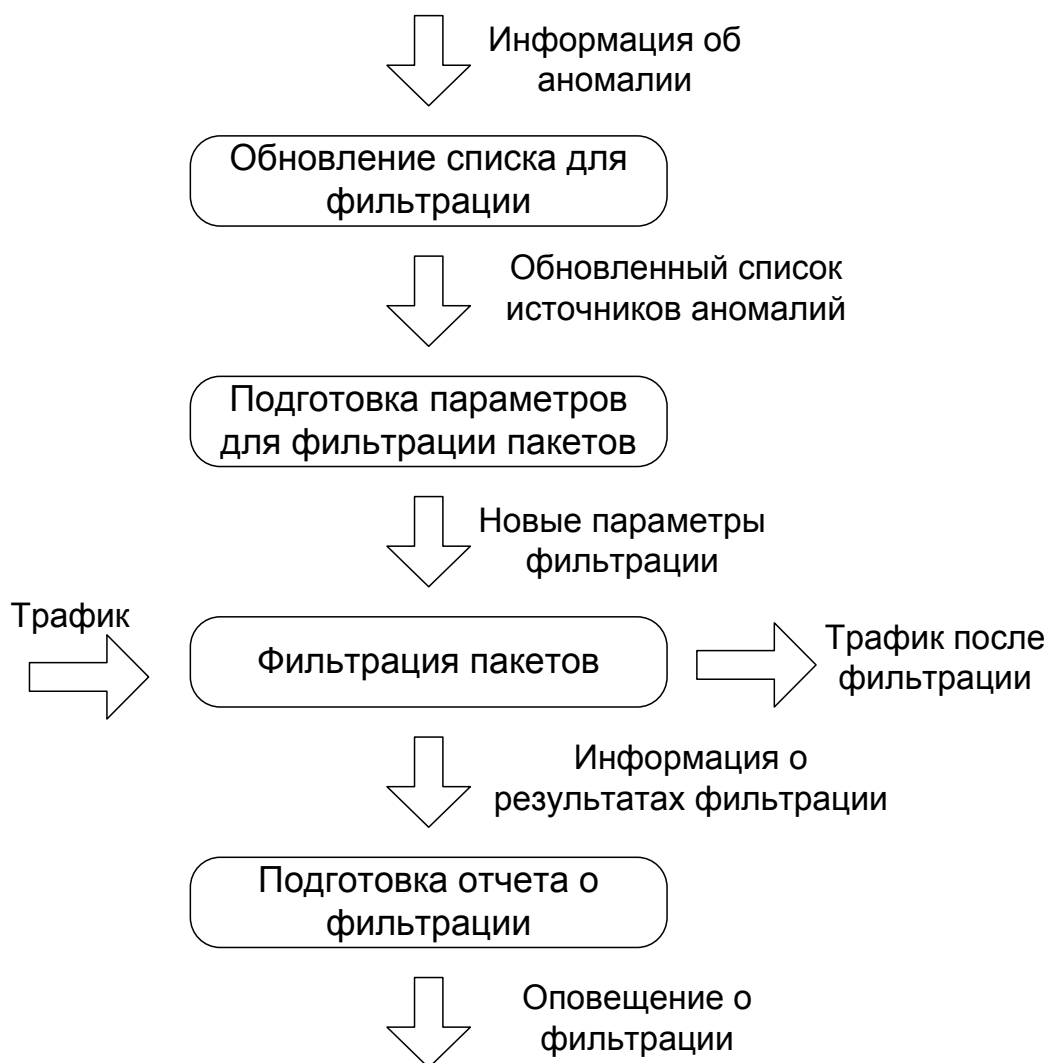 Информация об
аномалии
Обновление списка для
фильтрации
Обновленный список
источников аномалий
Подготовка параметров
для фильтрации пакетов
Новые параметры
фильтрации
Трафик
Фильтрация пакетов
Трафик после
фильтрации
Информация о
результатах фильтрации
Подготовка отчета о
фильтрации
Оповещение о
фильтрации